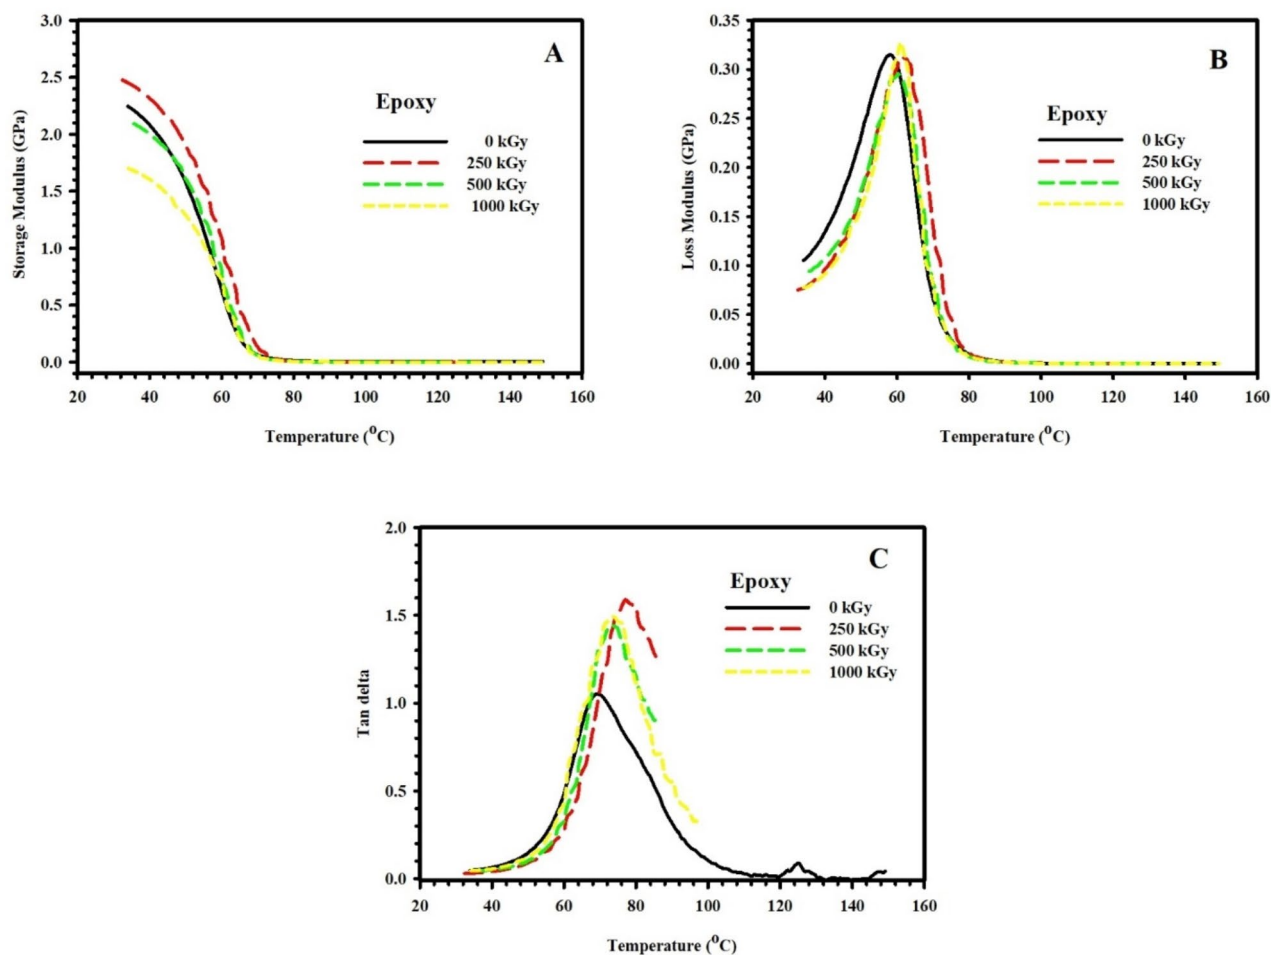 3.0
2.5
2.0
1.5
1.0
0.5
0.0
20 40 60 80 100 120 140 160
Storage Modulus (GPa)
Temperature (°C)
A
Epoxy
0 kGy
250 kGy
500 kGy
1000 kGy
0.35
0.30
0.25
0.20
0.15
0.10
0.05
0.00
20 40 60 80 100 120 140 160
Loss Modulus (GPa)
Temperature (°C)
B
Epoxy
0 kGy
250 kGy
500 kGy
1000 kGy
2.0
1.5
1.0
0.5
0.0
20 40 60 80 100 120 140 160
Tan delta
Temperature (°C)
C
Epoxy
0 kGy
250 kGy
500 kGy
1000 kGy